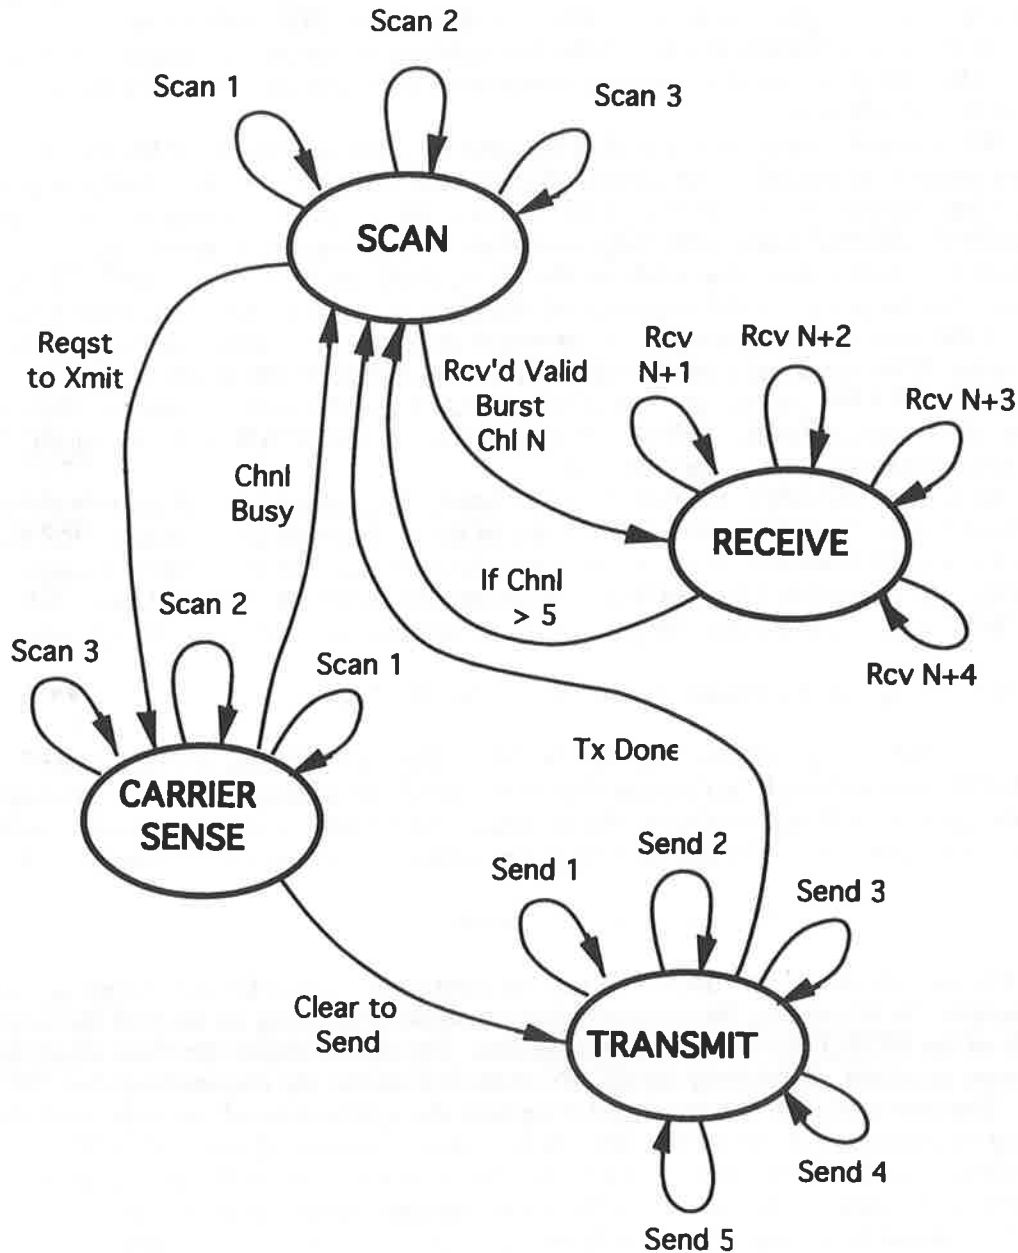 Scan 2
Scan 1
Scan 3
SCAN
Reqst
to Xmit
Rcv'd Valid
Burst
Chl N
Rcv
N+1
Rcv N+2
Rcv N+3
Chnl
Busy
RECEIVE
If Chnl
> 5
Rcv N+4
Scan 2
Scan 3
Scan 1
CARRIER
SENSE
Tx Done
Send 1
Send 2
Send 3
Clear to
Send
TRANSMIT
Send 4
Send 5